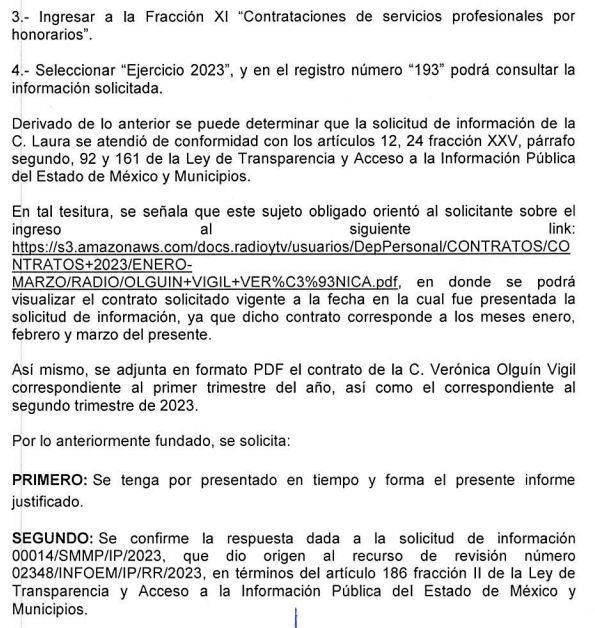 3.- Ingresar a la Fracción XI “Contrataciones de servicios profesionales por
honorarios”.
4.- Seleccionar “Ejercicio 2023”, y en el registro número “193” podrá consultar la
información solicitada.
Derivado de lo anterior se puede determinar que la solicitud de información de la
C. Laura se atendió de conformidad con los artículos 12, 24 fracción XXV, párrafo
segundo, 92 y 161 de la Ley de Transparencia y Acceso a la Información Pública
del Estado de México y Municipios.
En tal tesitura, se señala que este sujeto obligado orientó al solicitante sobre el
ingreso al siguiente link:
https://s3.amazonaws.com/docs.radioytv/usuarios/DepPersonal/CONTRATOS/CO
NTRATOS+2023/ENERO-
MARZO/RADIO/OLGUIN+VIGIL+VER%C3%93NICA.pdf, en donde se podrá
visualizar el contrato solicitado vigente a la fecha en la cual fue presentada la
solicitud de información, ya que dicho contrato corresponde a los meses enero,
febrero y marzo del presente.
Así mismo, se adjunta en formato PDF el contrato de la C. Verónica Olguín Vigil
correspondiente al primer trimestre del año, así como el correspondiente al
segundo trimestre de 2023.
Por lo anteriormente fundado, se solicita:
PRIMERO: Se tenga por presentado en tiempo y forma el presente informe
justificado.
SEGUNDO: Se confirme la respuesta dada a la solicitud de información
00014/SMMP/IP/2023, que dio origen al recurso de revisión número
02348/INFOEM/IP/RR/2023, en términos del artículo 186 fracción II de la Ley de
Transparencia y Acceso a la Información Pública del Estado de México y
Municipios.